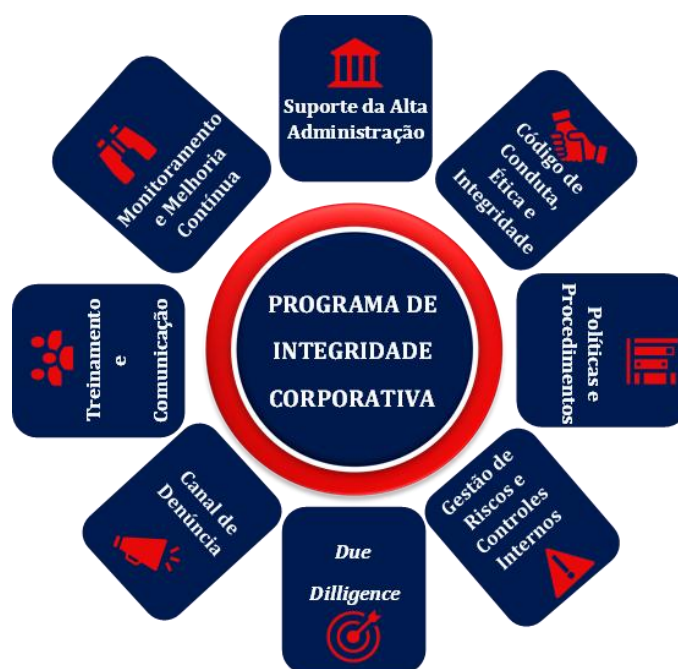 Suporte da Alta
Administração
Código de
Conduta,
Ética e
Integridade
Políticas e
Procedimentos
Gestão de
Riscos e
Controles
Internos
Due
Dilligence
Canal de
Denúncia
Treinamento
e
Comunicação
Monitoramento
e Melhoria
Contínua
PROGRAMA DE
INTEGRIDADE
CORPORATIVA